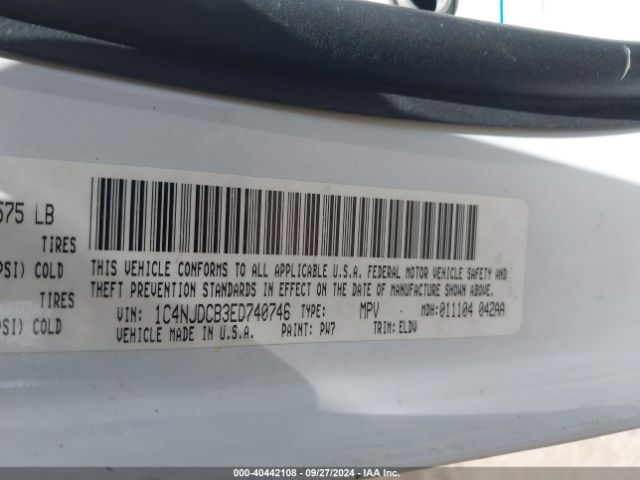 575 LB
TIRES
PSI) COLD
TIRES
PSI) COLD
THIS VEHICLE CONFORMS TO ALL APPLICABLE U.S.A. FEDERAL MOTOR VEHICLE SAFETY AND
THEFT PREVENTION STANDARDS IN EFFECT ON THE DATE OF MANUFACTURE SHOWN ABOVE.
VIN: 1C4NJDCB3ED740746 TYPE: MPV MDH:011104 042AA
VEHICLE MADE IN U.S.A. PAINT: PW7 TRIM: ELDV
000-40442108 - 09/27/2024 - IAA Inc.